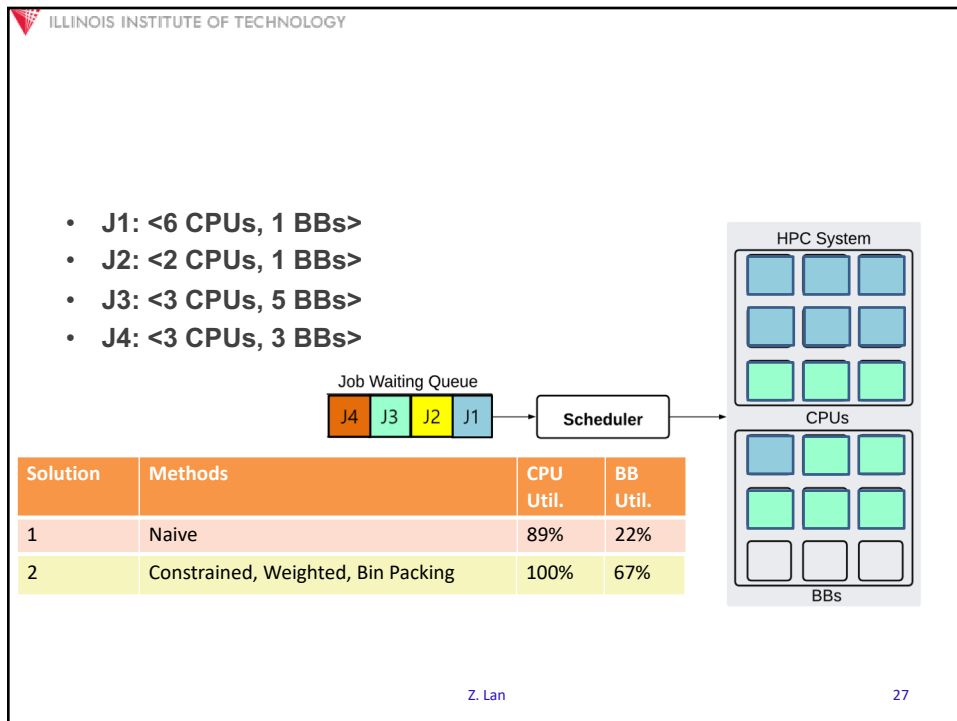 ILLINOIS INSTITUTE OF TECHNOLOGY
• J1: <6 CPUs, 1 BBs>
• J2: <2 CPUs, 1 BBs>
• J3: <3 CPUs, 5 BBs>
• J4: <3 CPUs, 3 BBs>
Job Waiting Queue
J4 J3 J2 J1
Scheduler
HPC System
CPUs
BBs
Solution Methods CPU Util. BB Util.
1 Naive 89% 22%
2 Constrained, Weighted, Bin Packing 100% 67%
Z. Lan 27